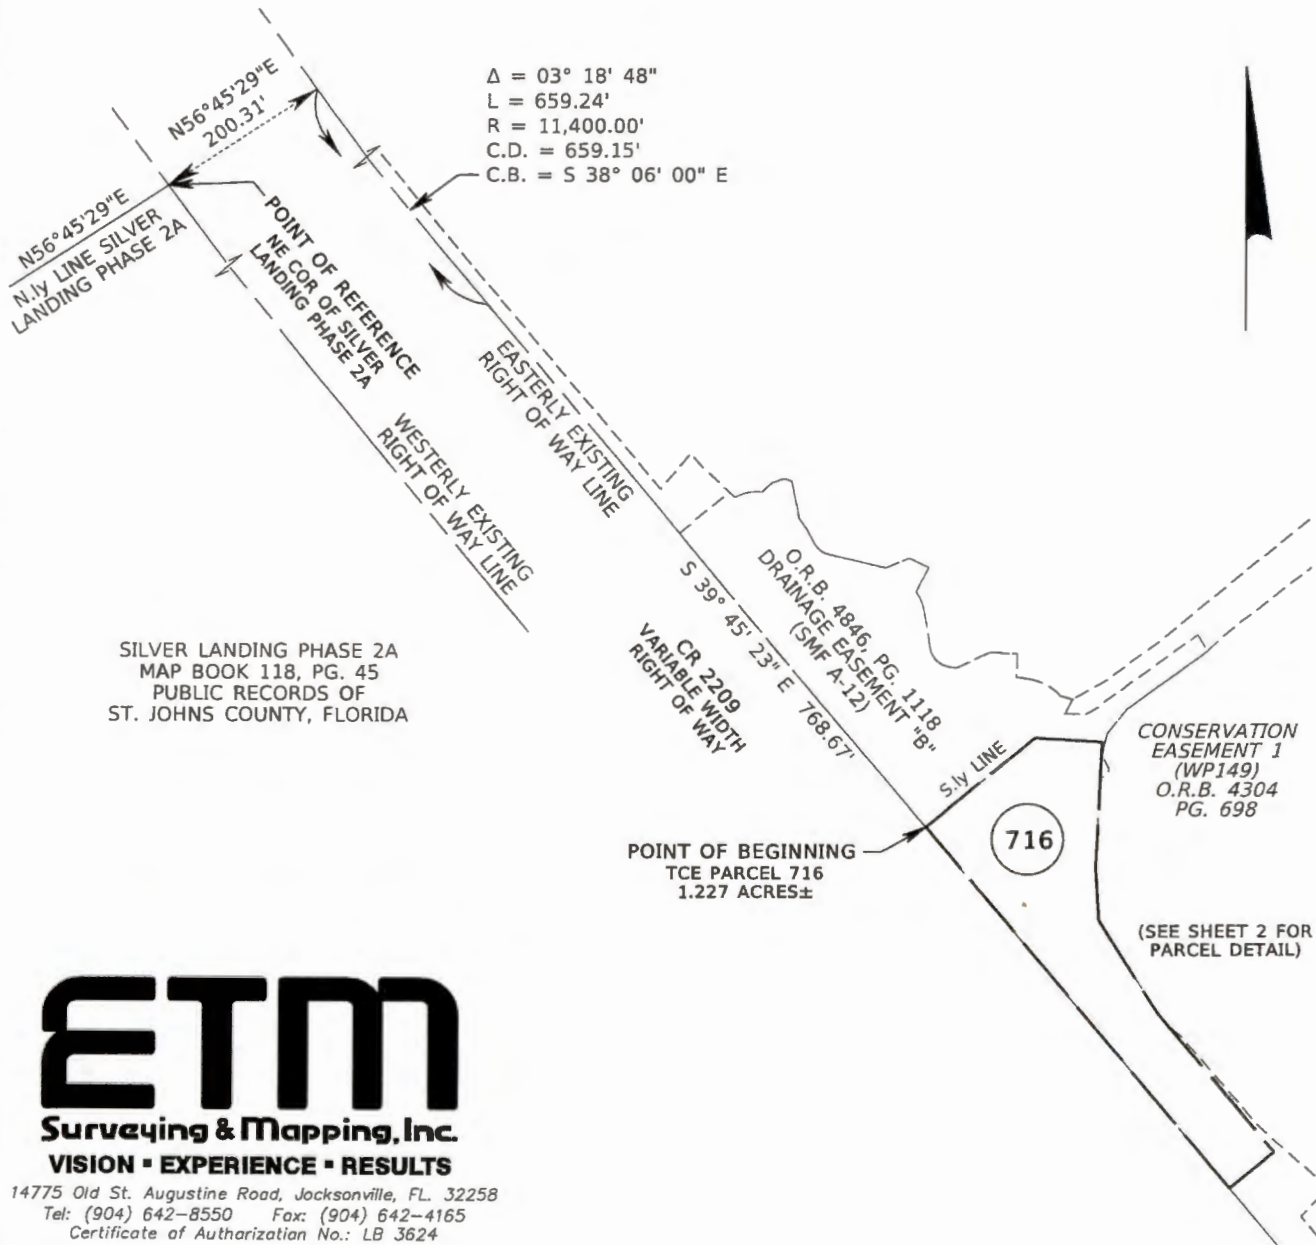 N56°45'29"E
200.31'
Δ = 03° 18' 48"
L = 659.24'
R = 11,400.00'
C.D. = 659.15'
C.B. = S 38° 06' 00" E
N56°45'29"E
N.ly LINE SILVER
LANDING PHASE 2A
POINT OF REFERENCE
NE COR OF SILVER
LANDING PHASE 2A
EASTERLY EXISTING
RIGHT OF WAY LINE
WESTERLY EXISTING
RIGHT OF WAY LINE
S 39° 45' 23" E 768.67'
O.R.B. 4846, PG. 1118
DRAINAGE EASEMENT "B"
(SMF A-12)
CR 2209
VARIABLE WIDTH
RIGHT OF WAY
SILVER LANDING PHASE 2A
MAP BOOK 118, PG. 45
PUBLIC RECORDS OF
ST. JOHNS COUNTY, FLORIDA
S.ly LINE
CONSERVATION
EASEMENT 1
(WP149)
O.R.B. 4304
PG. 698
716
POINT OF BEGINNING
TCE PARCEL 716
1.227 ACRES±
(SEE SHEET 2 FOR
PARCEL DETAIL)
ETM
Surveying & Mapping, Inc.
VISION ▪ EXPERIENCE ▪ RESULTS
14775 Old St. Augustine Road, Jacksonville, FL. 32258
Tel: (904) 642–8550 Fax: (904) 642–4165
Certificate of Authorization No.: LB 3624